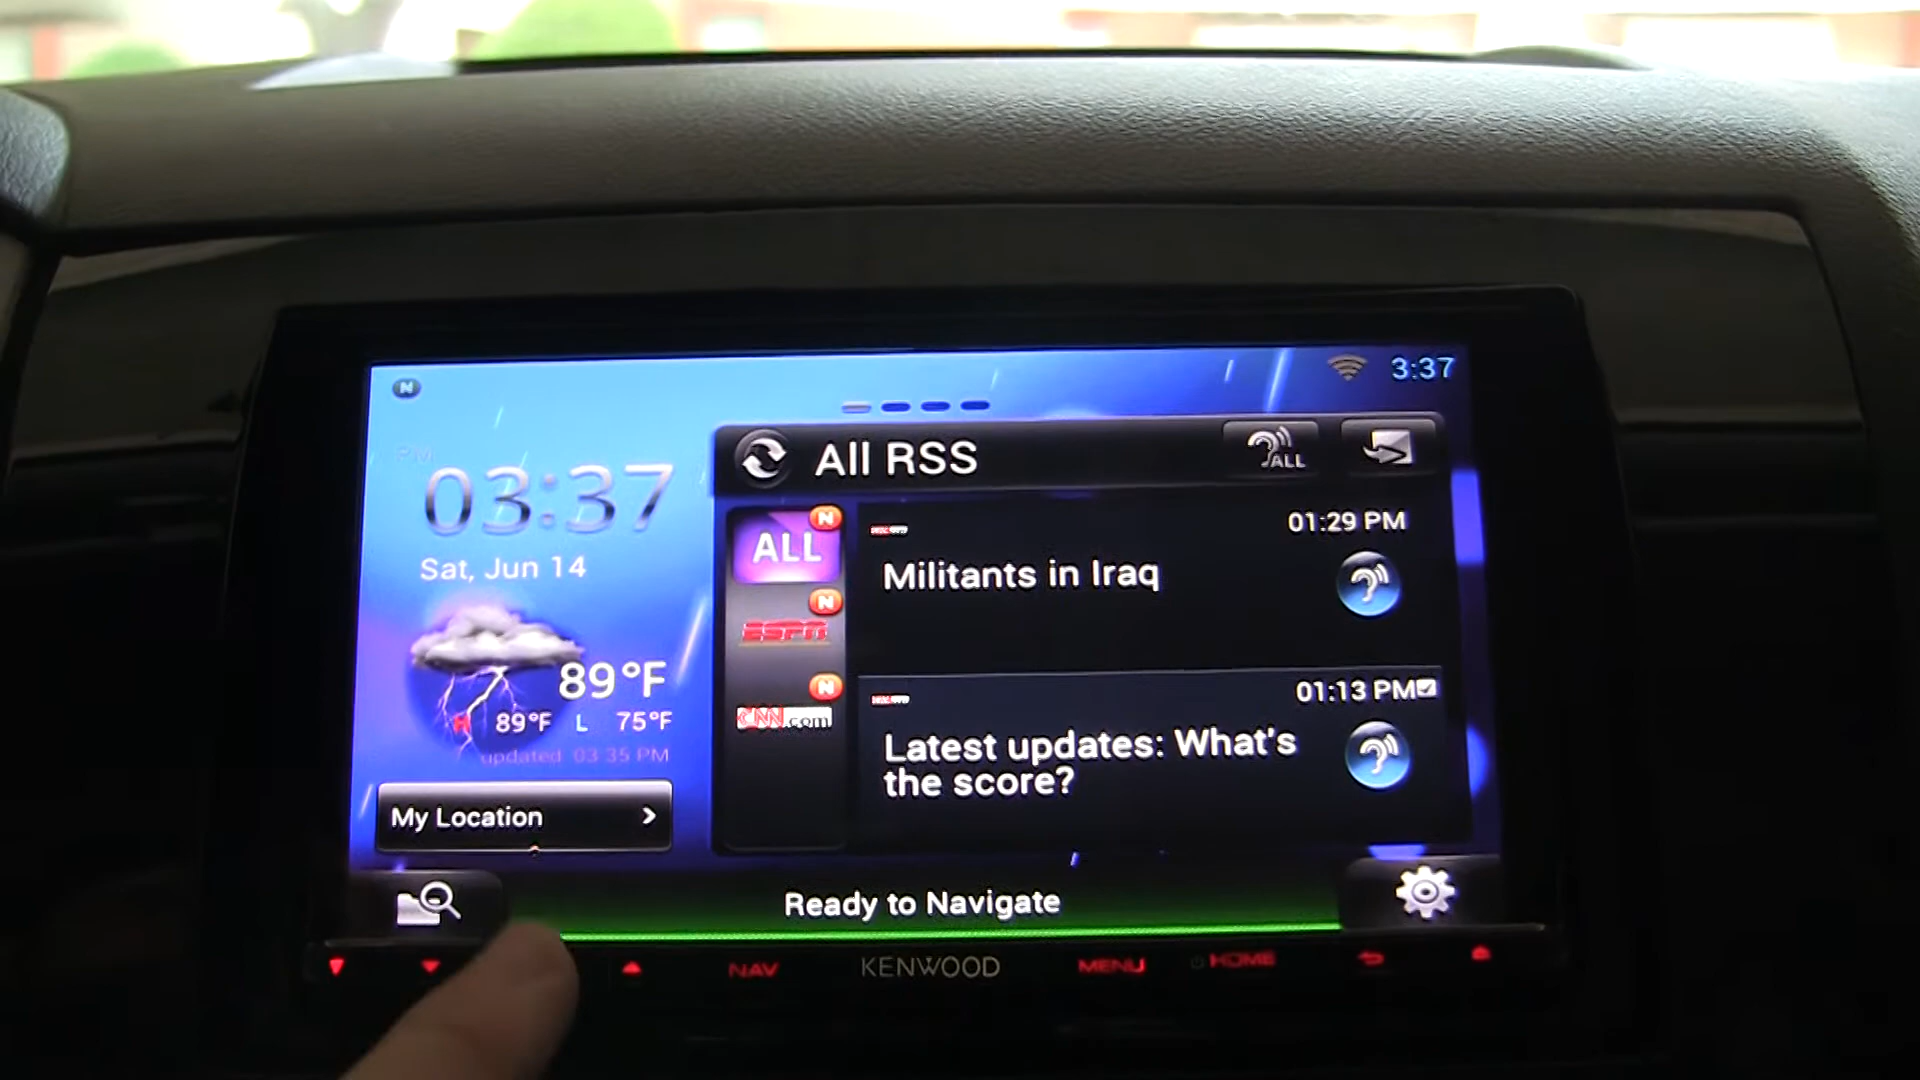 N
3:37
PM
03:37
Sat, Jun 14
89°F
H 89°F L 75°F
updated 03 35 PM
My Location
All RSS
ALL
N
ALL
N
ESPN
N
CNN.com
01:29 PM
Militants in Iraq
01:13 PM
Latest updates: What's
the score?
Ready to Navigate
NAV
KENWOOD
MENU
HOME